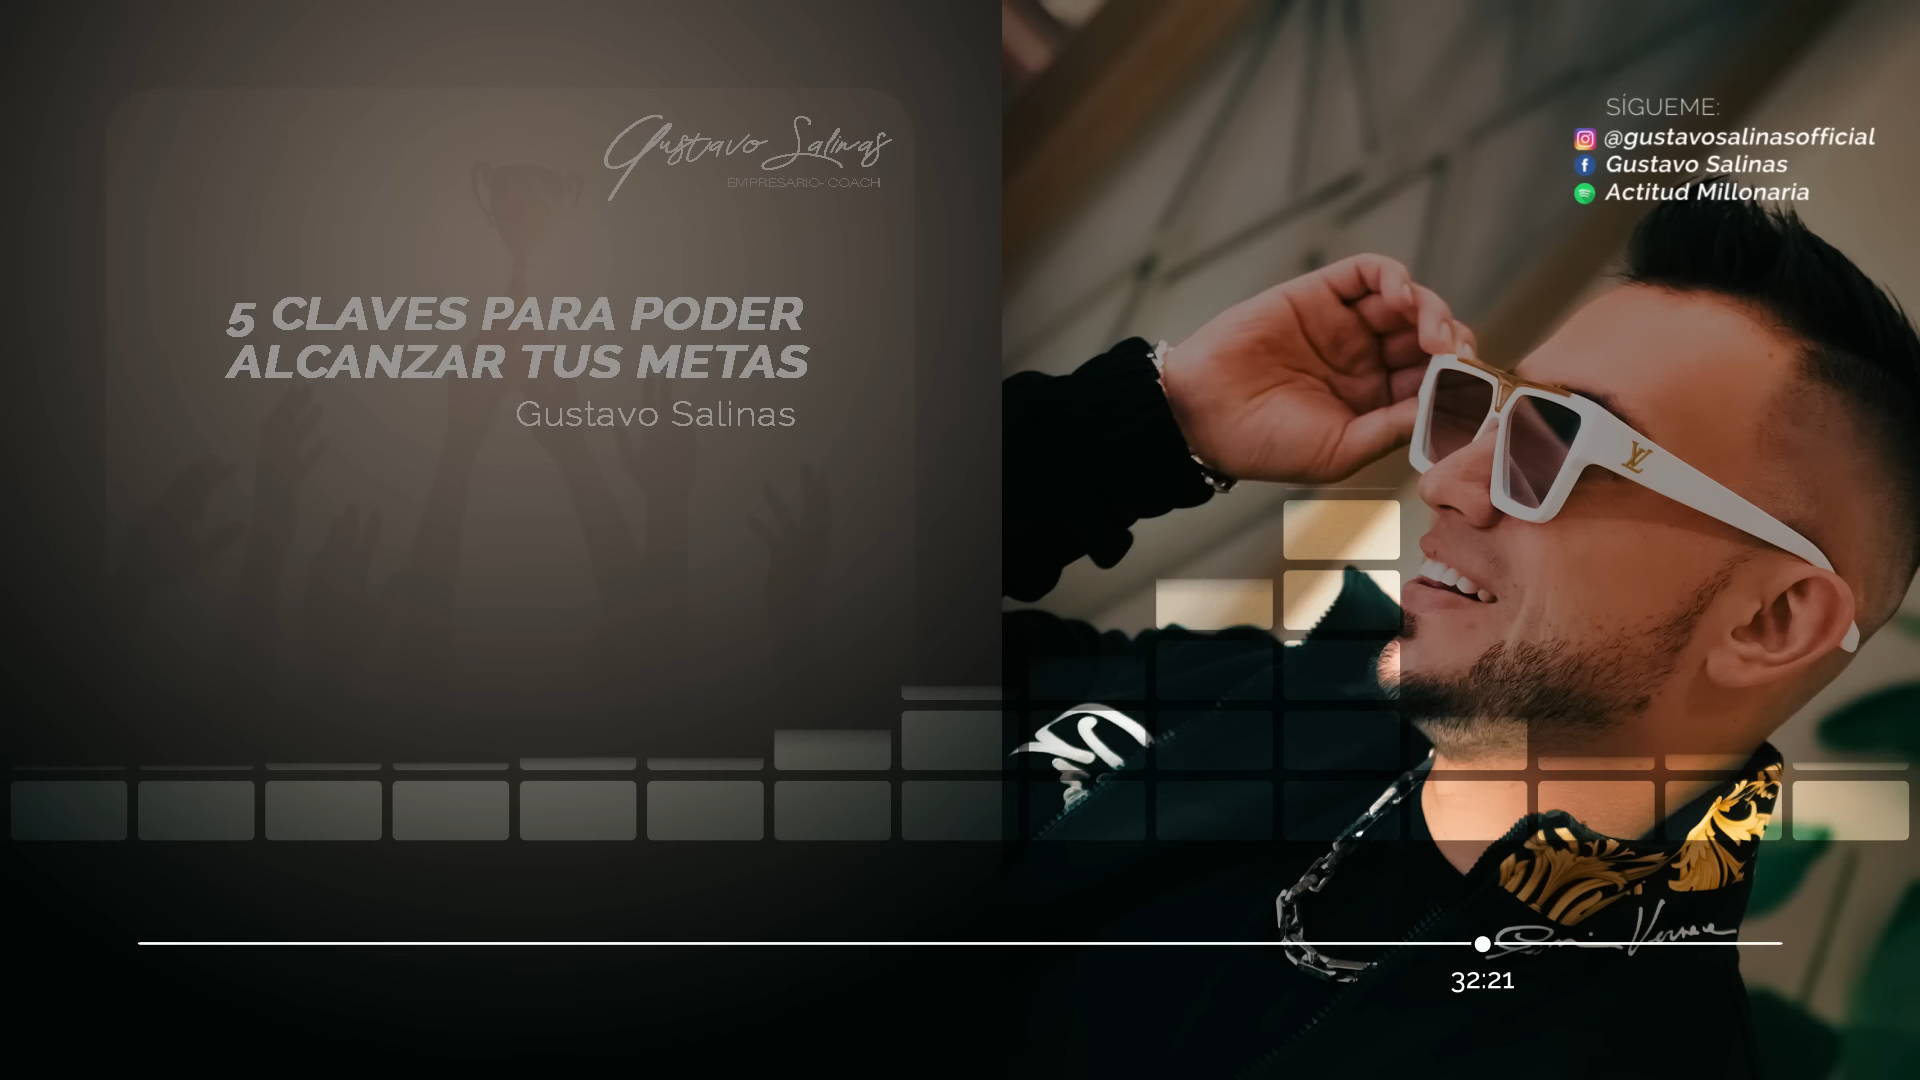 Gustavo Salinas
EMPRESARIO- COACH
5 CLAVES PARA PODER
ALCANZAR TUS METAS
Gustavo Salinas
SÍGUEME:
@gustavosalinasofficial
Gustavo Salinas
Actitud Millonaria
LV
32:21